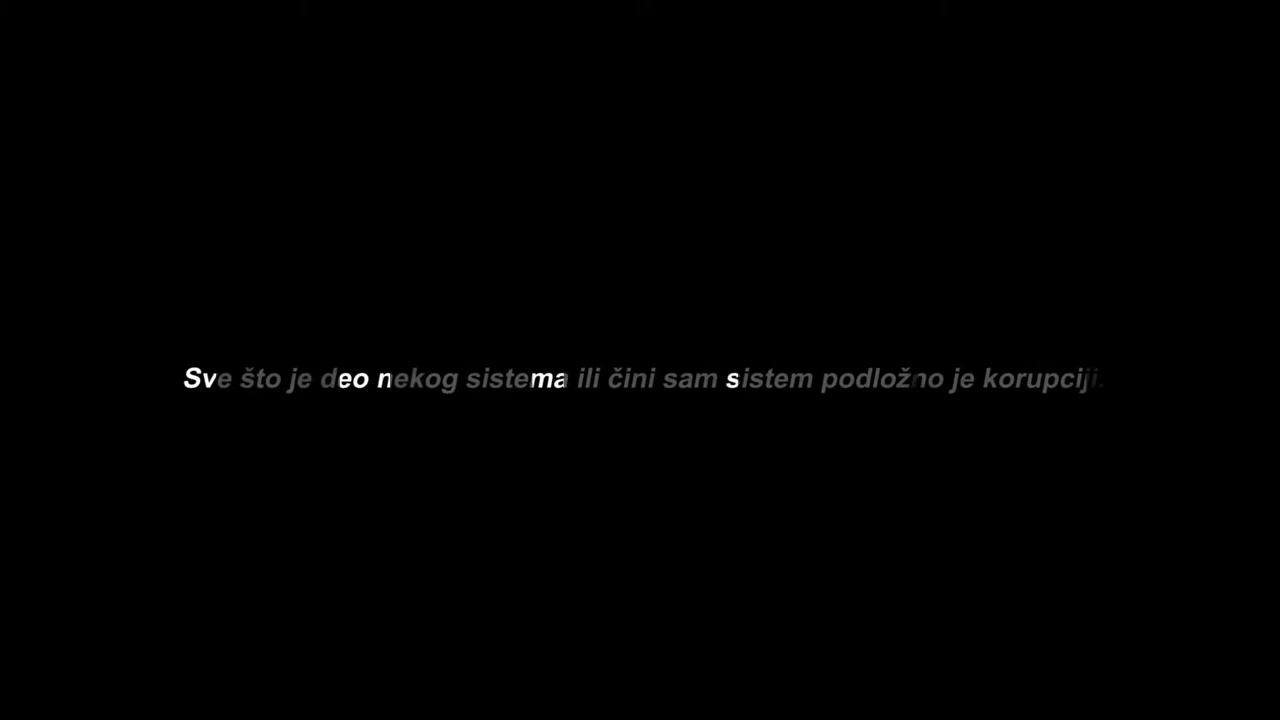 Sve što je deo nekog sistema ili čini sam sistem podložno je korupciji.